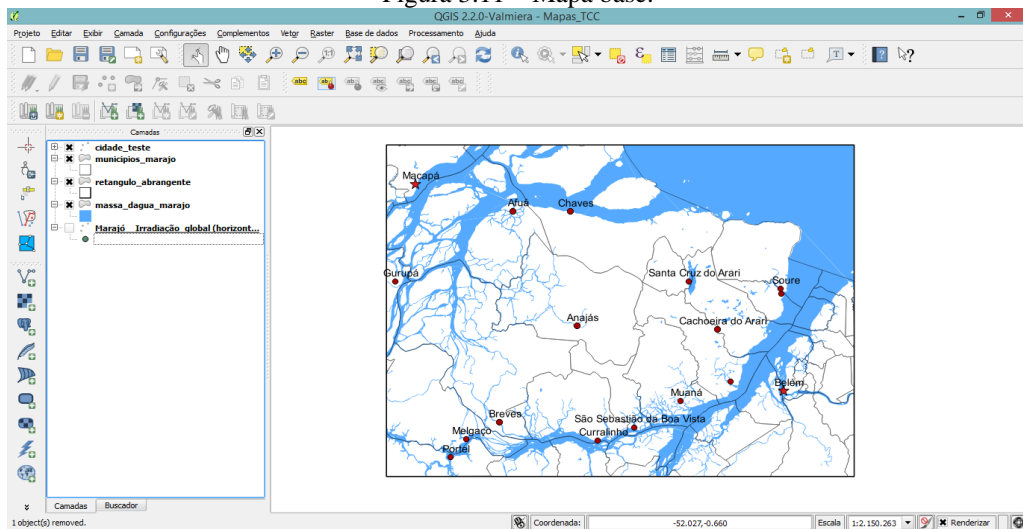 Figura 3.11 – Mapa base.
QGIS 2.2.0-Valmiera - Mapas_TCC
Projeto Editar Exibir Camada Configurações Complementos Vetor Raster Base de dados Processamento Ajuda
Camadas
cidade_teste
municipios_marajo
retangulo_abrangente
massa_dagua_marajo
Marajó__Irradiação_global (horizont...
Macapá
Afuá
Chaves
Gurupá
Santa Cruz do Arari
Soure
Anajás
Cachoeira do Arari
Belém
Muaná
Breves
São Sebastião da Boa Vista
Melgaço
Curralinho
Portel
Camadas Buscador
1 object(s) removed.
Coordenada: -52.027,-0.660 Escala 1:2.150.263 Renderizar